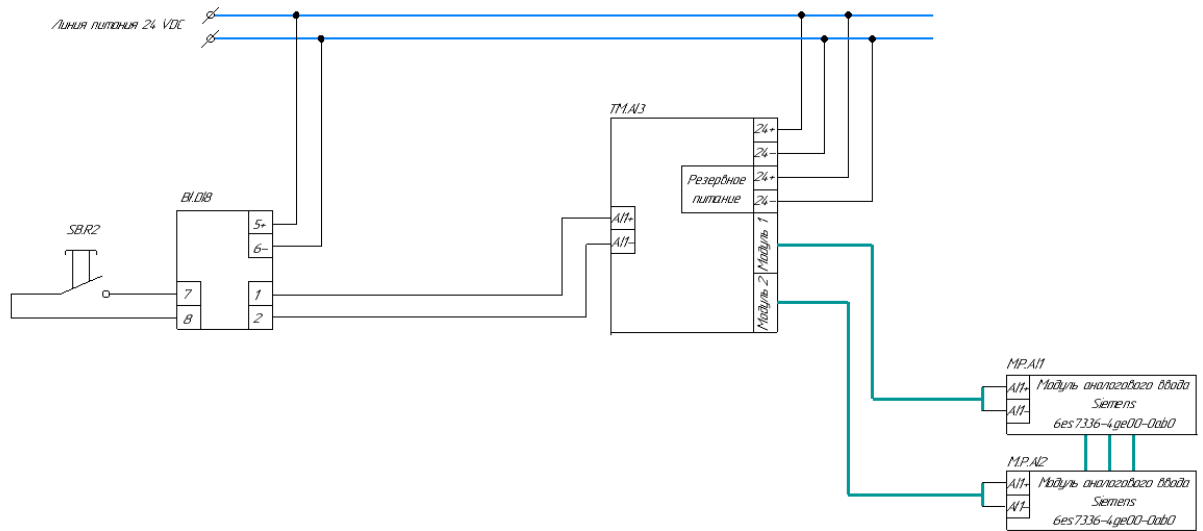 Линия питания 24 VDC
TM.AI3
24+
24-
24+
24-
Резервное
питание
BI.DI8
SB.R2
5+
6-
AI1+
AI1-
Модуль 1
Модуль 2
7
8
1
2
MP.AI1
AI1+
AI1-
Модуль аналогового ввода
Siemens
6es7336-4ge00-0ab0
M.P.AI2
AI1+
AI1-
Модуль аналогового ввода
Siemens
6es7336-4ge00-0ab0